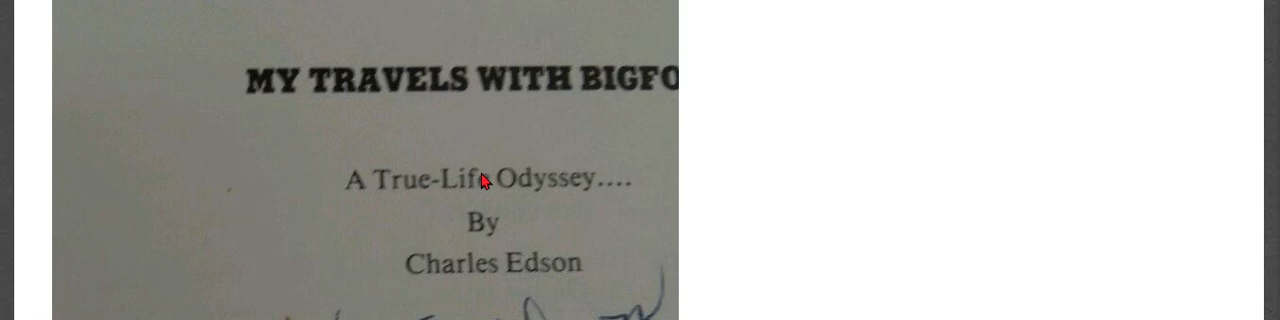 MY TRAVELS WITH BIGFO
A True-Life Odyssey....
By
Charles Edson